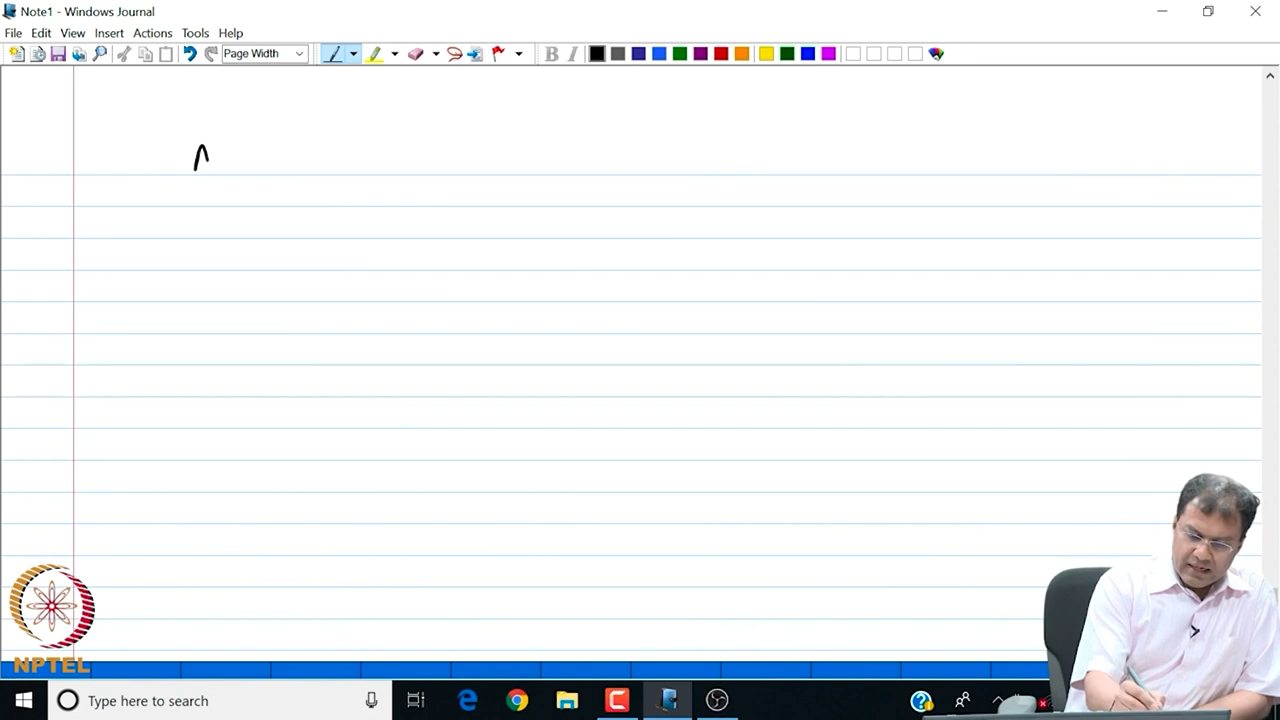 Note1 - Windows Journal
File Edit View Insert Actions Tools Help
Page Width B I
NPTEL
Type here to search